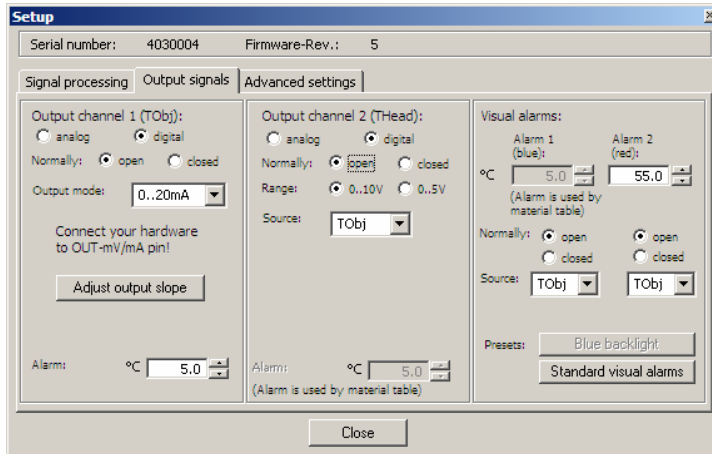 Setup
Serial number: 4030004 Firmware-Rev.: 5
Signal processing Output signals Advanced settings
Output channel 1 (TObj):
analog digital
Normally: open closed
Output mode: 0..20mA
Connect your hardware
to OUT-mV/mA pin!
Adjust output slope
Alarm: °C 5.0
Output channel 2 (THead):
analog digital
Normally: open closed
Range: 0..10V 0..5V
Source: TObj
Alarm: °C 5.0
(Alarm is used by material table)
Visual alarms:
Alarm 1 Alarm 2
(blue): (red):
°C 5.0 55.0
(Alarm is used by
material table)
Normally: open open
closed closed
Source: TObj TObj
Presets: Blue backlight
Standard visual alarms
Close